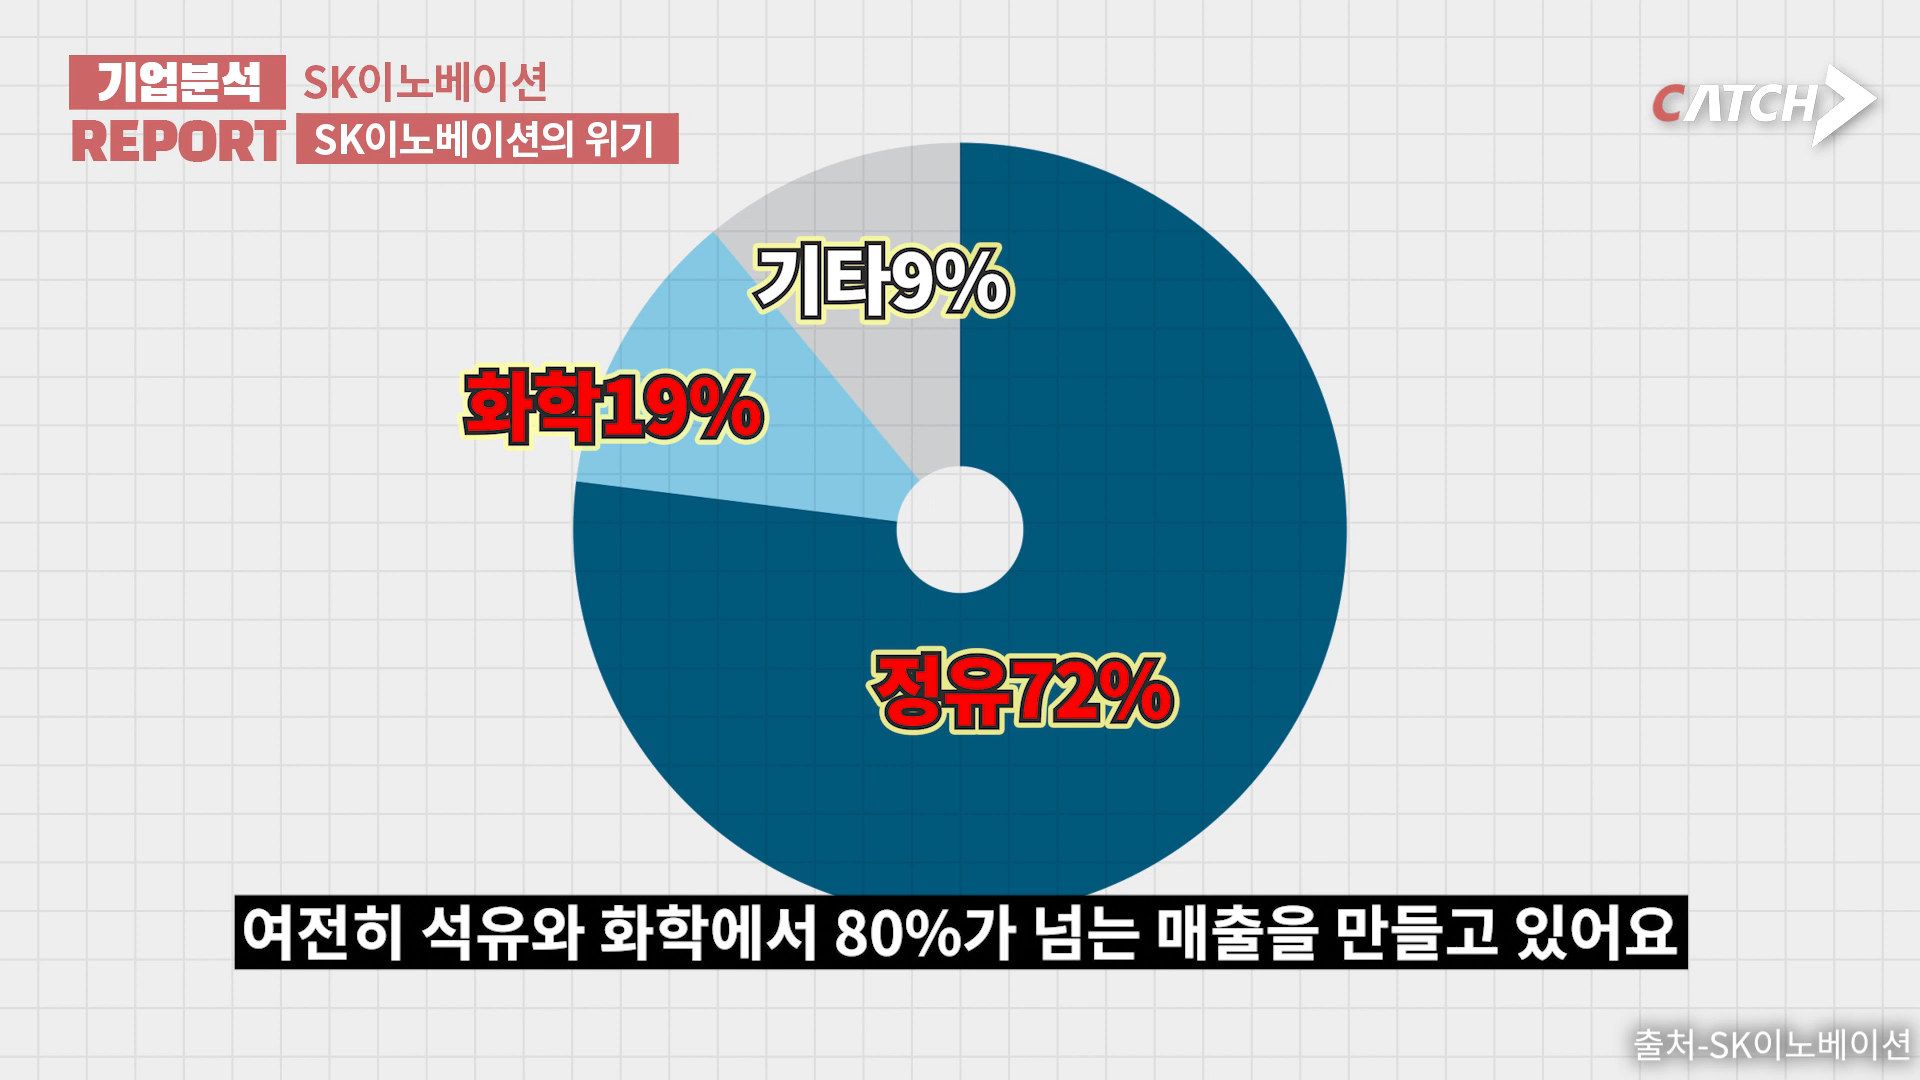 기업분석 SK이노베이션
REPORT SK이노베이션의 위기
CATCH
기타9%
화학19%
정유72%
여전히 석유와 화학에서 80%가 넘는 매출을 만들고 있어요
출처-SK이노베이션